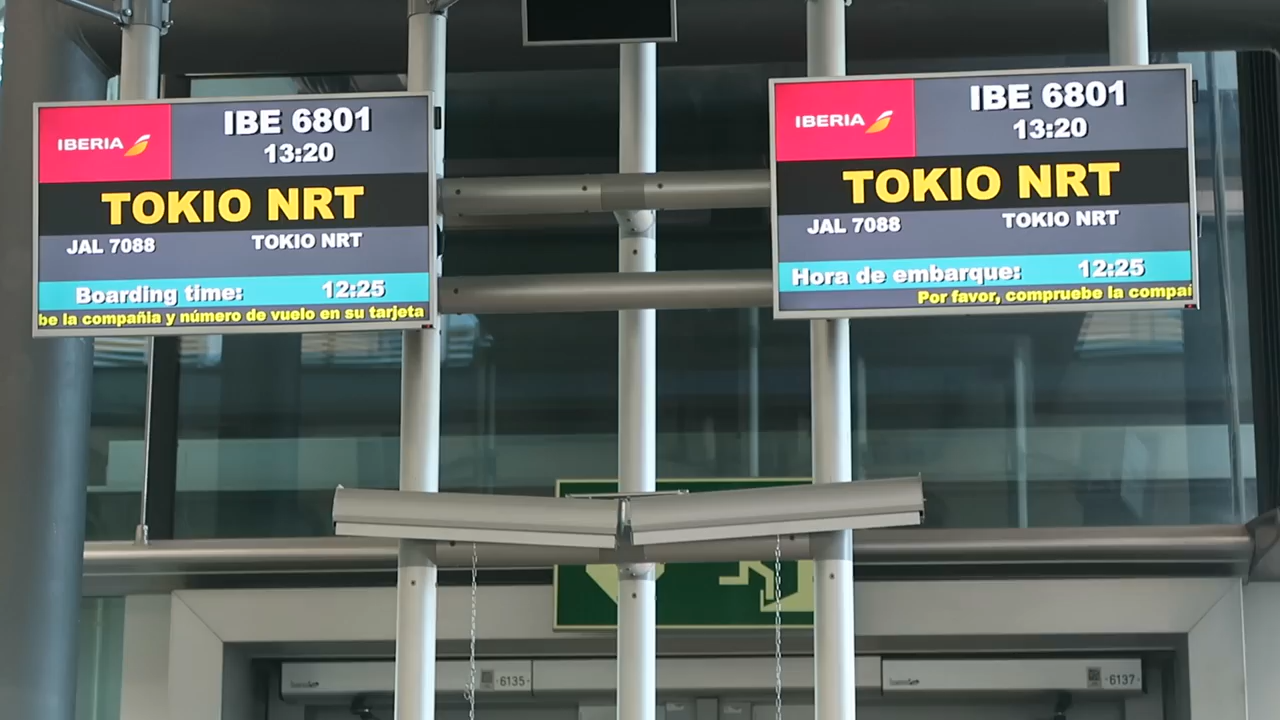 IBERIA
IBE 6801
13:20
TOKIO NRT
JAL 7088 TOKIO NRT
Boarding time: 12:25
be la compañia y número de vuelo en su tarjeta
IBERIA
IBE 6801
13:20
TOKIO NRT
JAL 7088 TOKIO NRT
Hora de embarque: 12:25
Por favor, compruebe la compañ
6135
6137